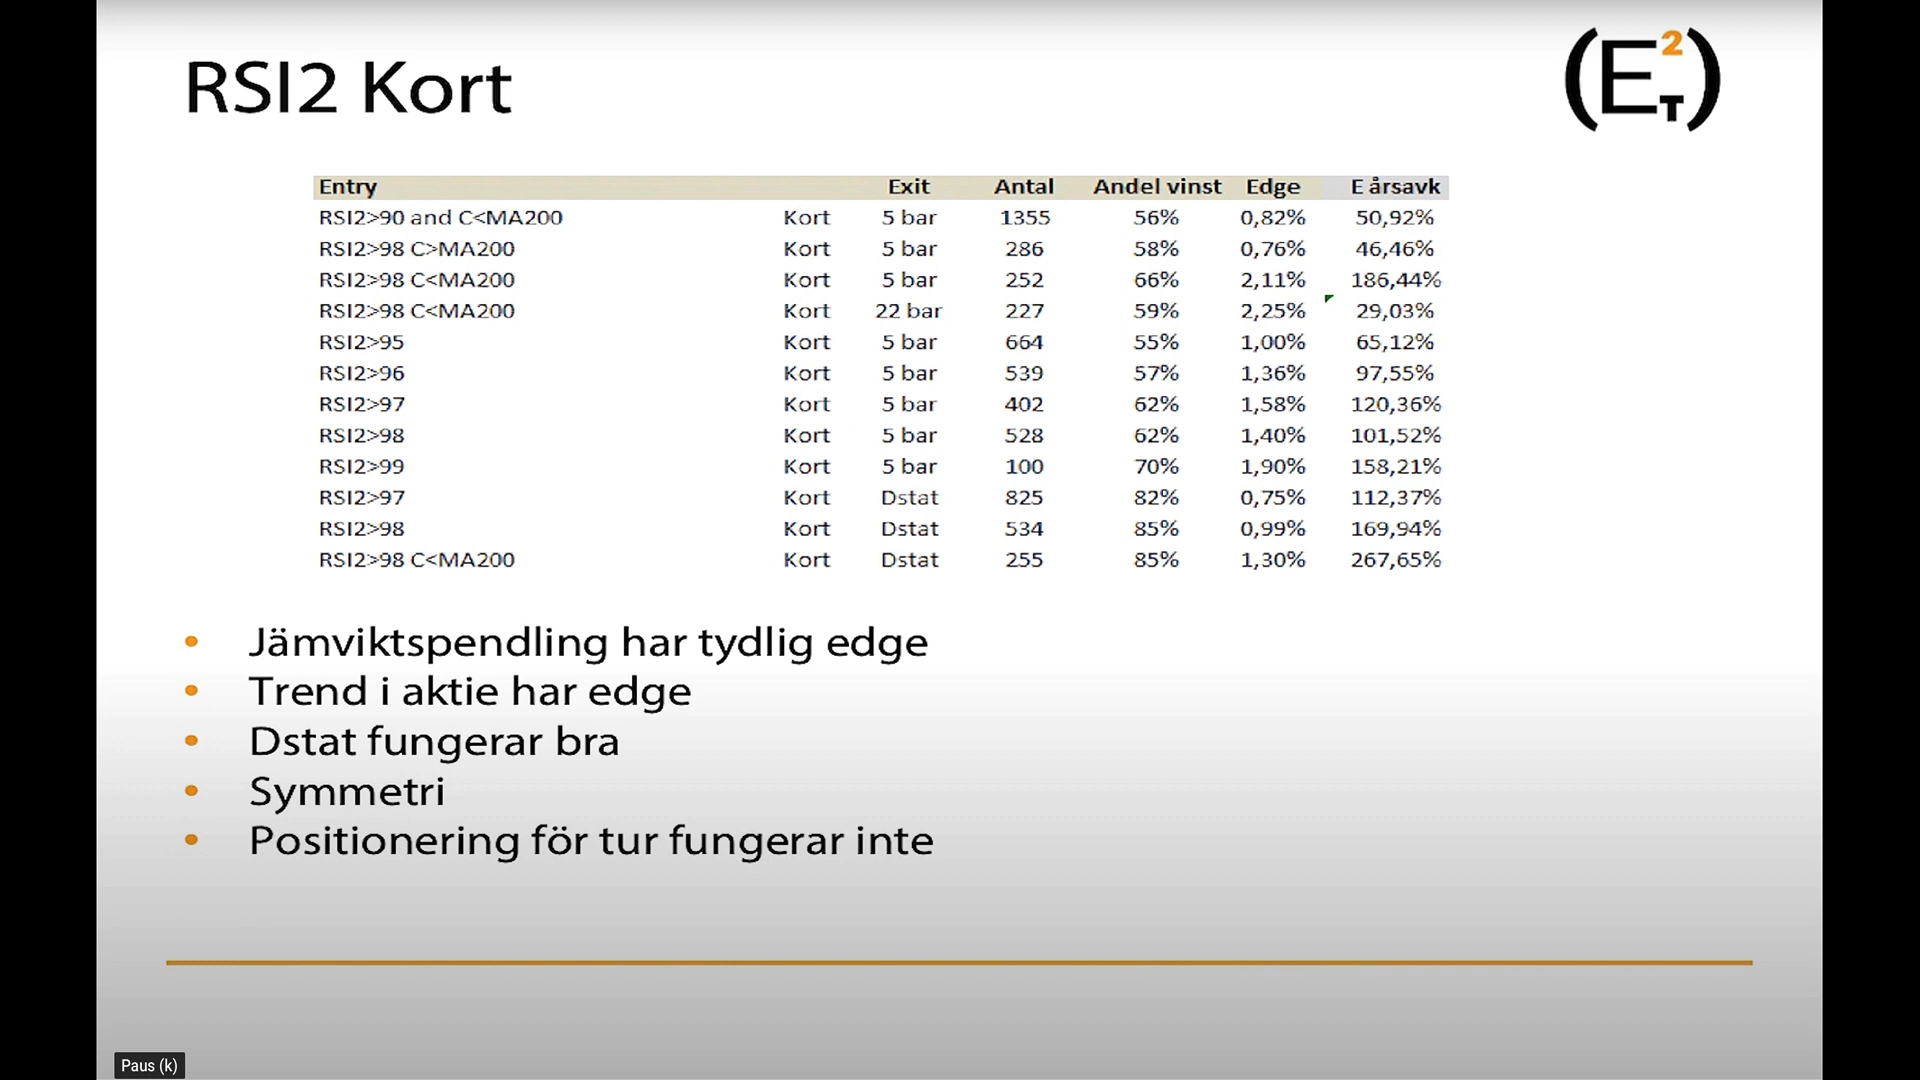 RSI2 Kort
(E2T)
Entry Exit Antal Andel vinst Edge E årsavk
RSI2>90 and C<MA200 Kort 5 bar 1355 56% 0,82% 50,92%
RSI2>98 C>MA200 Kort 5 bar 286 58% 0,76% 46,46%
RSI2>98 C<MA200 Kort 5 bar 252 66% 2,11% 186,44%
RSI2>98 C<MA200 Kort 22 bar 227 59% 2,25% 29,03%
RSI2>95 Kort 5 bar 664 55% 1,00% 65,12%
RSI2>96 Kort 5 bar 539 57% 1,36% 97,55%
RSI2>97 Kort 5 bar 402 62% 1,58% 120,36%
RSI2>98 Kort 5 bar 528 62% 1,40% 101,52%
RSI2>99 Kort 5 bar 100 70% 1,90% 158,21%
RSI2>97 Kort Dstat 825 82% 0,75% 112,37%
RSI2>98 Kort Dstat 534 85% 0,99% 169,94%
RSI2>98 C<MA200 Kort Dstat 255 85% 1,30% 267,65%
• Jämviktspendling har tydlig edge
• Trend i aktie har edge
• Dstat fungerar bra
• Symmetri
• Positionering för tur fungerar inte
Paus (k)